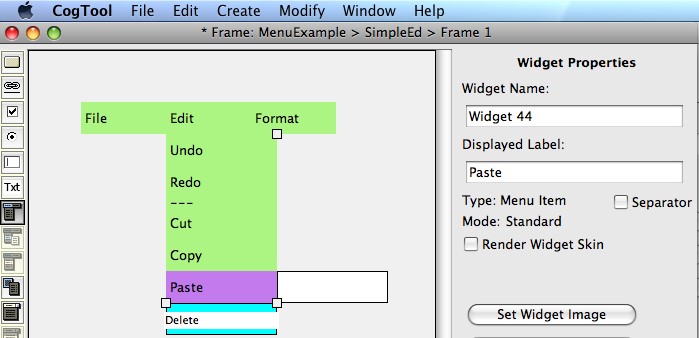 CogTool File Edit Create Modify Window Help
* Frame: MenuExample > SimpleEd > Frame 1
Widget Properties
Widget Name:
Widget 44
Displayed Label:
Paste
Type: Menu Item
Separator
Mode: Standard
Render Widget Skin
Set Widget Image
Txt
File Edit Format
Undo
Redo
---
Cut
Copy
Paste
Delete